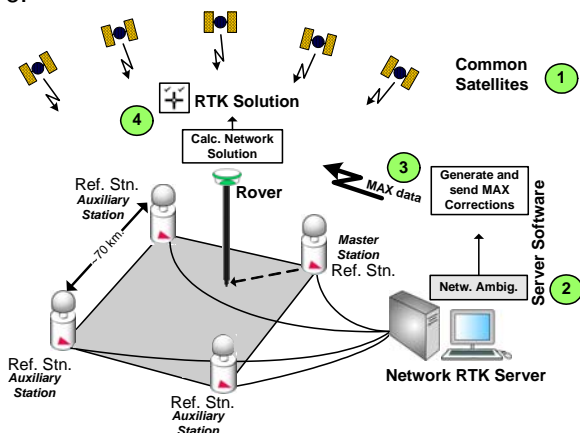 Common
Satellites
1
4
RTK Solution
Calc. Network
Solution
3
MAX data
Generate and
send MAX
Corrections
Server Software
Ref. Stn.
Auxiliary
Station
Rover
~70 km.
Master
Station
Ref. Stn.
Netw. Ambig.
2
Ref. Stn.
Auxiliary
Station
Network RTK Server
Ref. Stn.
Auxiliary
Station